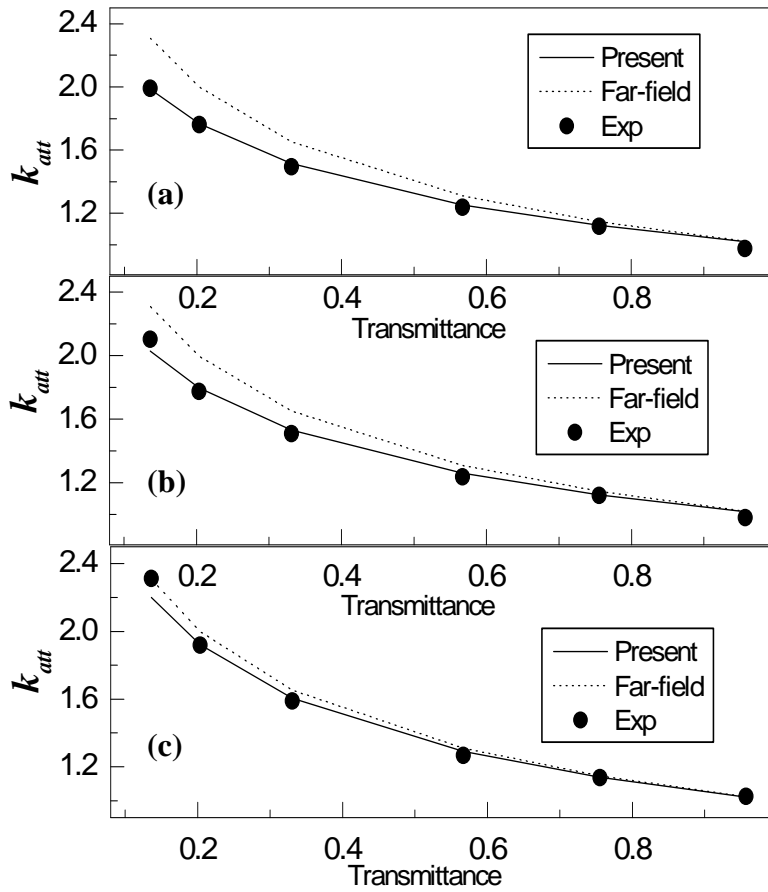 2.4
2.0
1.6
1.2
k_att
(a)
Present
Far-field
Exp
0.2 0.4 0.6 0.8
Transmittance
2.4
2.0
1.6
1.2
k_att
(b)
Present
Far-field
Exp
0.2 0.4 0.6 0.8
Transmittance
2.4
2.0
1.6
1.2
k_att
(c)
Present
Far-field
Exp
0.2 0.4 0.6 0.8
Transmittance